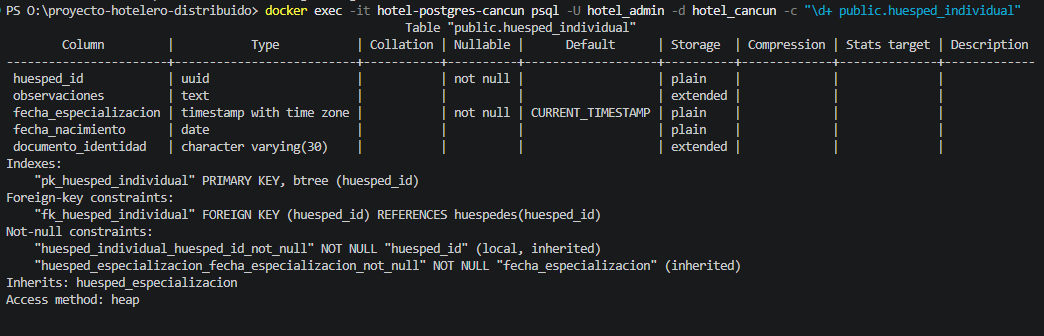 PS O:\proyecto-hotelero-distribuido> docker exec -it hotel-postgres-cancun psql -U hotel_admin -d hotel_cancun -c "\d+ public.huesped_individual"
Table "public.huesped_individual"
Column | Type | Collation | Nullable | Default | Storage | Compression | Stats target | Description
----------------------+--------------------------+-----------+----------+-------------------+----------+-------------+--------------+-------------
huesped_id | uuid | | not null | | plain | | |
observaciones | text | | | | extended | | |
fecha_especializacion | timestamp with time zone | | not null | CURRENT_TIMESTAMP | plain | | |
fecha_nacimiento | date | | | | plain | | |
documento_identidad | character varying(30) | | | | extended | | |
Indexes:
"pk_huesped_individual" PRIMARY KEY, btree (huesped_id)
Foreign-key constraints:
"fk_huesped_individual" FOREIGN KEY (huesped_id) REFERENCES huespedes(huesped_id)
Not-null constraints:
"huesped_individual_huesped_id_not_null" NOT NULL "huesped_id" (local, inherited)
"huesped_especializacion_fecha_especializacion_not_null" NOT NULL "fecha_especializacion" (inherited)
Inherits: huesped_especializacion
Access method: heap